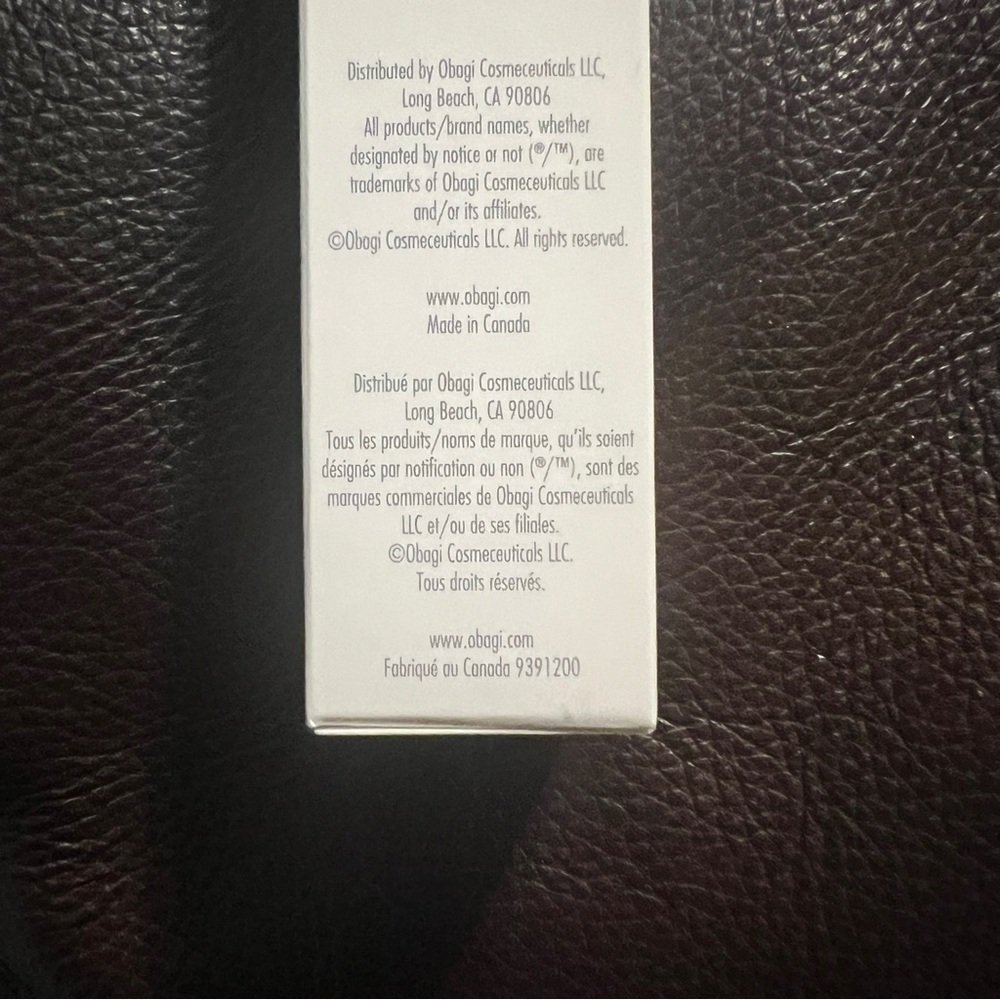 Distributed by Obagi Cosmeceuticals LLC,
Long Beach, CA 90806
All products/brand names, whether
designated by notice or not (®/™), are
trademarks of Obagi Cosmeceuticals LLC
and/or its affiliates.
©Obagi Cosmeceuticals LLC. All rights reserved.
www.obagi.com
Made in Canada
Distribué par Obagi Cosmeceuticals LLC,
Long Beach, CA 90806
Tous les produits/noms de marque, qu'ils soient
désignés par notification ou non (®/™), sont des
marques commerciales de Obagi Cosmeceuticals
LLC et/ou de ses filiales.
©Obagi Cosmeceuticals LLC.
Tous droits réservés.
www.obagi.com
Fabriqué au Canada 9391200